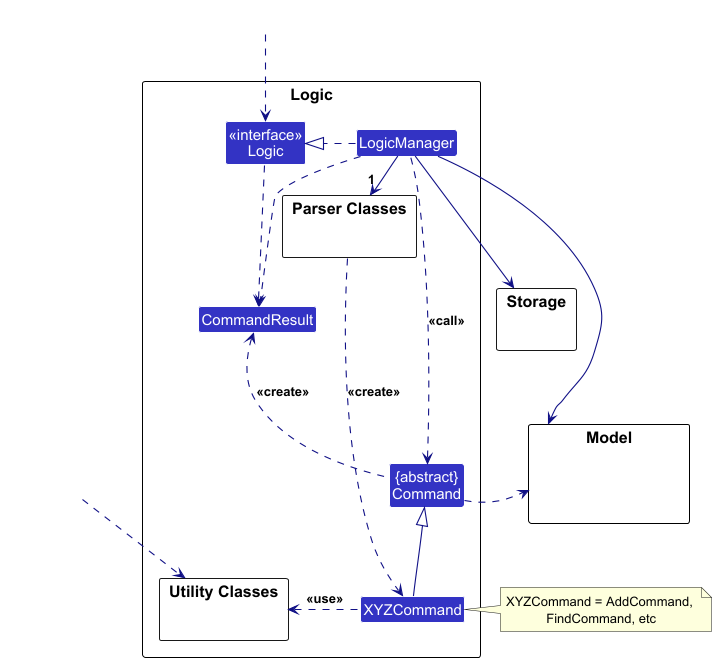 Logic
«interface»
Logic
LogicManager
1
Parser Classes
Storage
CommandResult
«call»
«create»
«create»
Model
{abstract}
Command
Utility Classes
«use»
XYZCommand
XYZCommand = AddCommand,
FindCommand, etc